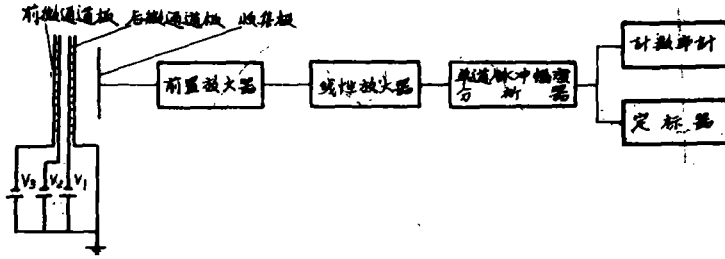 前微通道板
后微通道板
收集极
前置放大器
线性放大器
单道脉冲幅度
分析器
计数率计
定标器
V3
V2
V1